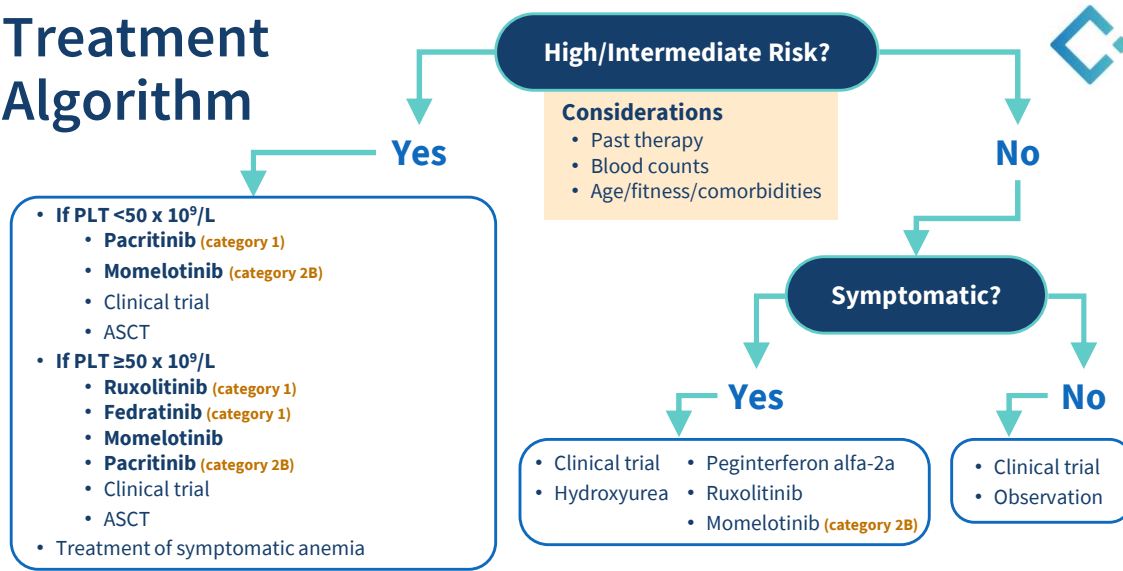 Treatment
Algorithm
High/Intermediate Risk?
Considerations
• Past therapy
• Blood counts
• Age/fitness/comorbidities
Yes
• If PLT <50 x 10⁹/L
• Pacritinib (category 1)
• Momelotinib (category 2B)
• Clinical trial
• ASCT
• If PLT ≥50 x 10⁹/L
• Ruxolitinib (category 1)
• Fedratinib (category 1)
• Momelotinib
• Pacritinib (category 2B)
• Clinical trial
• ASCT
• Treatment of symptomatic anemia
No
Symptomatic?
Yes
• Clinical trial
• Hydroxyurea
• Peginterferon alfa-2a
• Ruxolitinib
• Momelotinib (category 2B)
No
• Clinical trial
• Observation